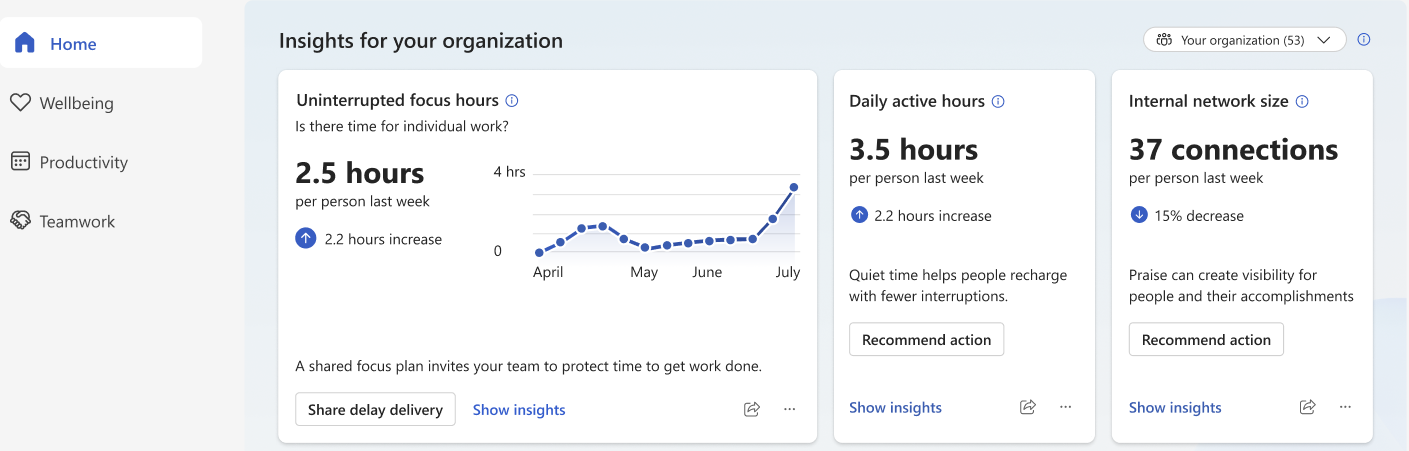 Home
Wellbeing
Productivity
Teamwork
Insights for your organization
Your organization (53)
Uninterrupted focus hours
Is there time for individual work?
2.5 hours
per person last week
2.2 hours increase
4 hrs
0
April May June July
A shared focus plan invites your team to protect time to get work done.
Share delay delivery Show insights
Daily active hours
3.5 hours
per person last week
2.2 hours increase
Quiet time helps people recharge
with fewer interruptions.
Recommend action
Show insights
Internal network size
37 connections
per person last week
15% decrease
Praise can create visibility for
people and their accomplishments
Recommend action
Show insights